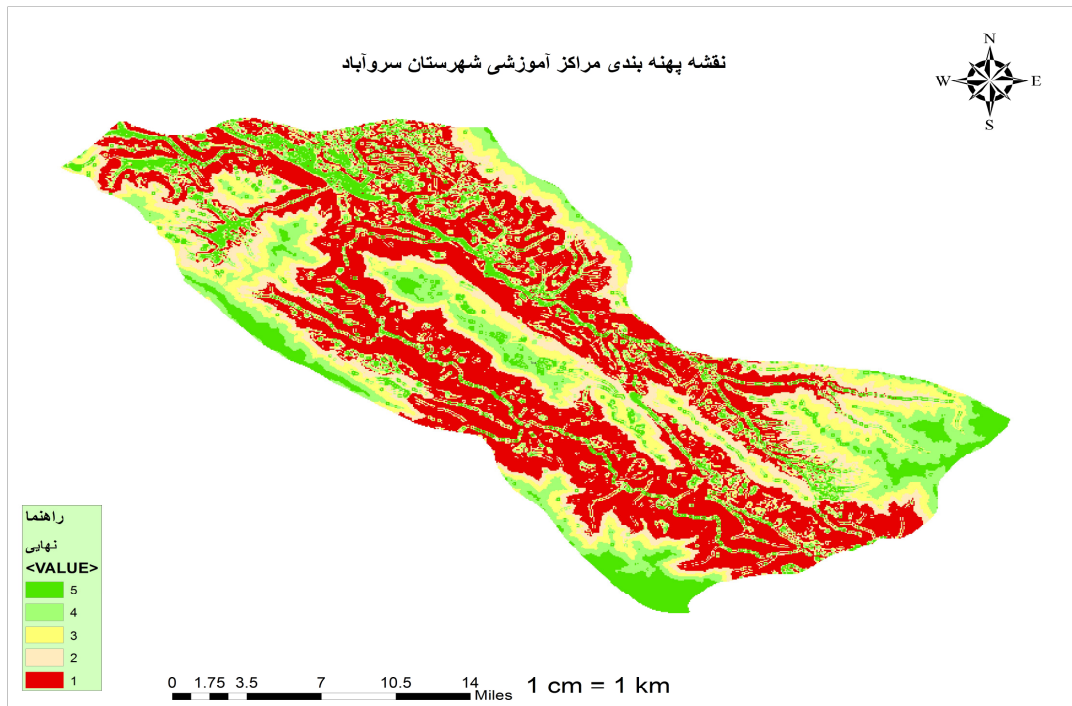 نقشه پهنه بندی مراکز آموزشی شهرستان سروآباد
N
W E
S
راهنما
نهایی
<VALUE>
5
4
3
2
1
0 1.75 3.5 7 10.5 14
Miles
1 cm = 1 km